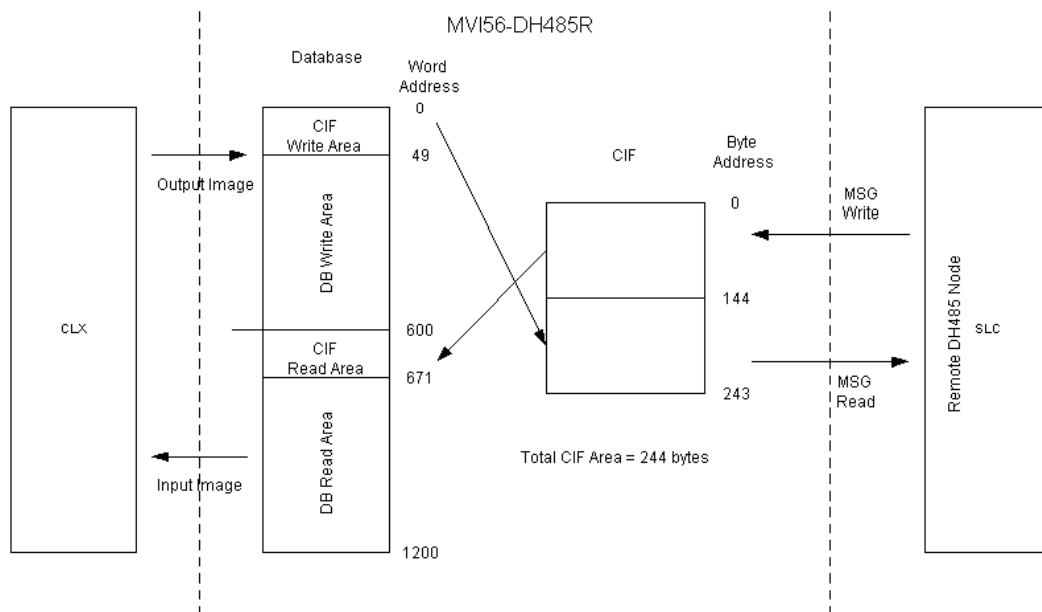 MVI56-DH485R
Database
Word
Address
0
CIF
Write Area
49
Output Image
DB Write Area
CLX
600
CIF
Read Area
671
DB Read Area
Input Image
1200
CIF
Byte
Address
0
144
243
Total CIF Area = 244 bytes
MSG
Write
MSG
Read
Remote DH485 Node
SLC